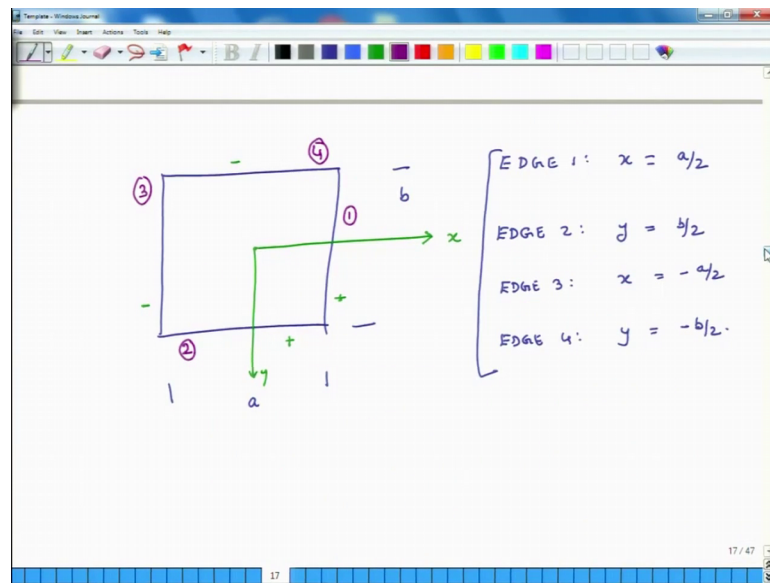 Template - Windows Journal
File Edit View Insert Actions Tools Help
B I
-
4
3
b
1
x
-
+
2
+
y
a
EDGE 1: x = a/2
EDGE 2: y = b/2
EDGE 3: x = -a/2
EDGE 4: y = -b/2.
17 / 47
17